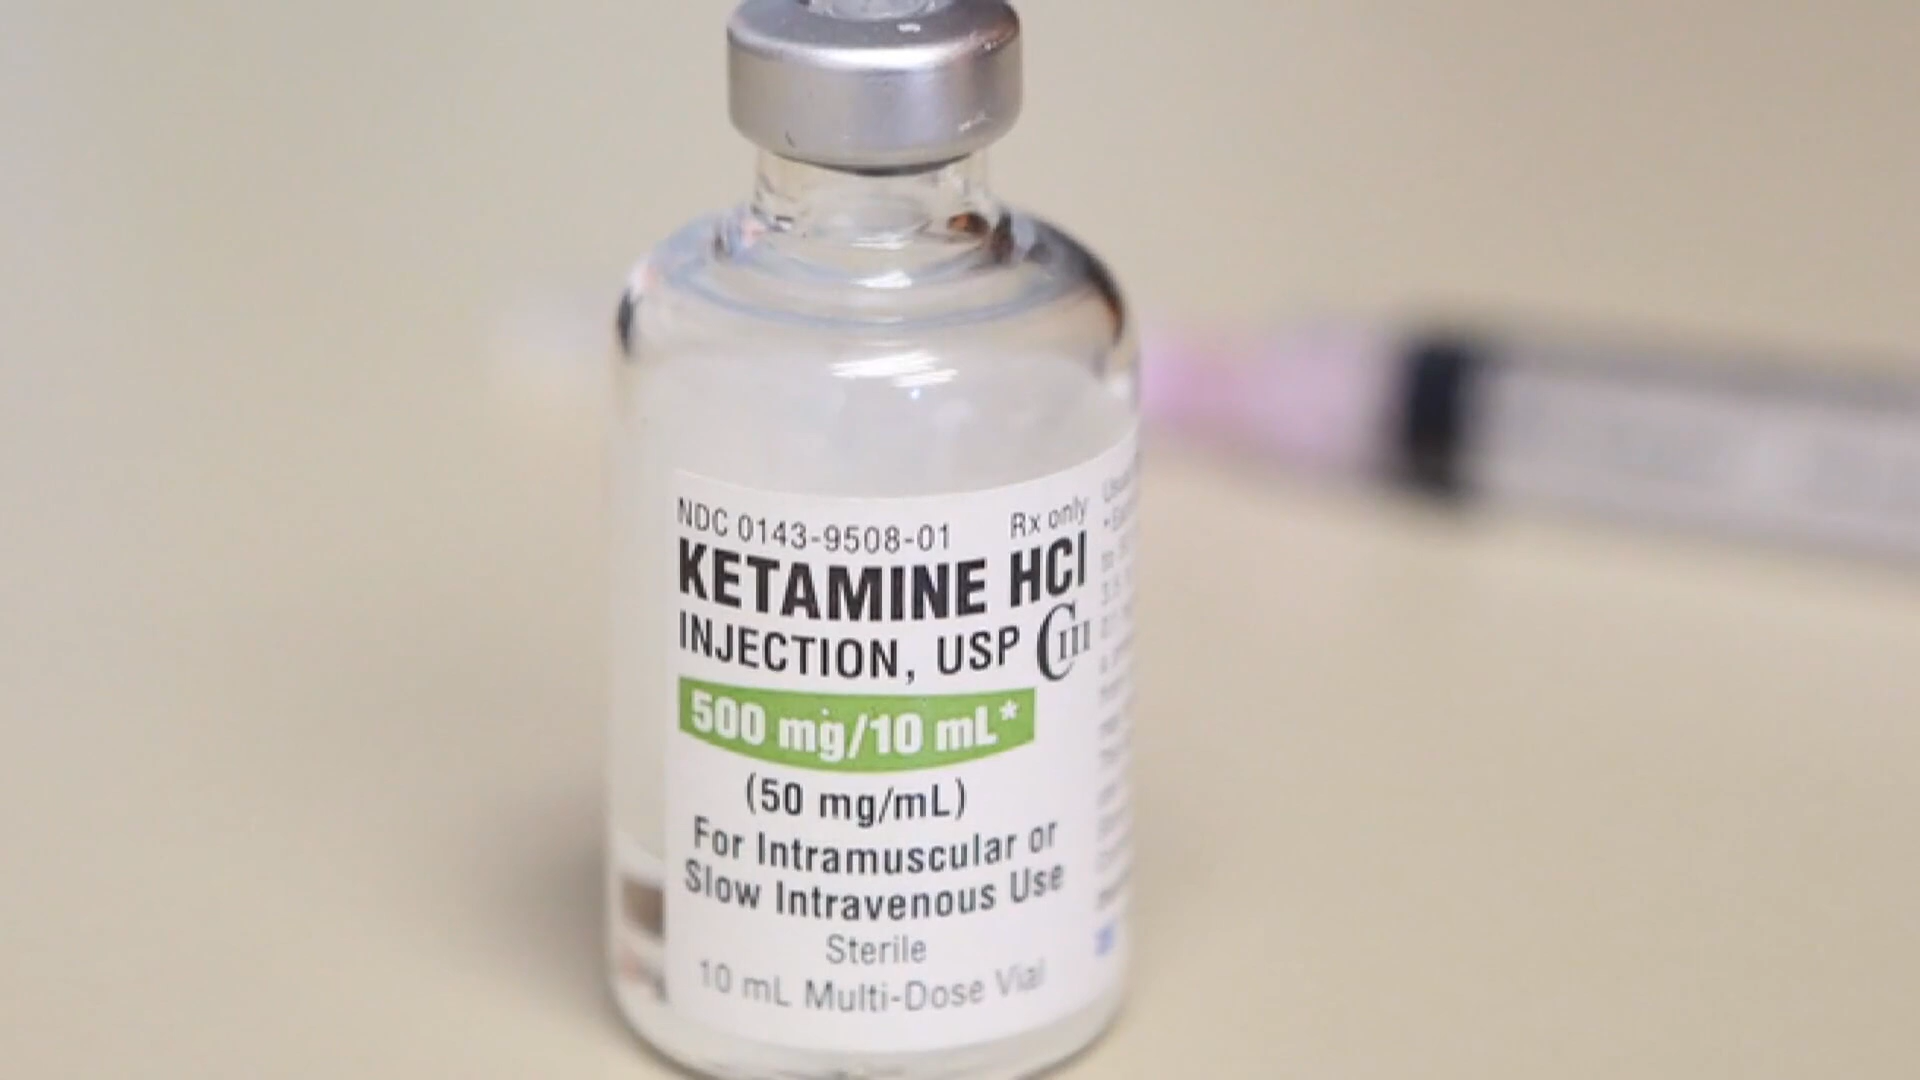 NDC 0143-9508-01 Rx only
KETAMINE HCl
INJECTION, USP CIII
500 mg/10 mL*
(50 mg/mL)
For Intramuscular or
Slow Intravenous Use
Sterile
10 mL Multi-Dose Vial